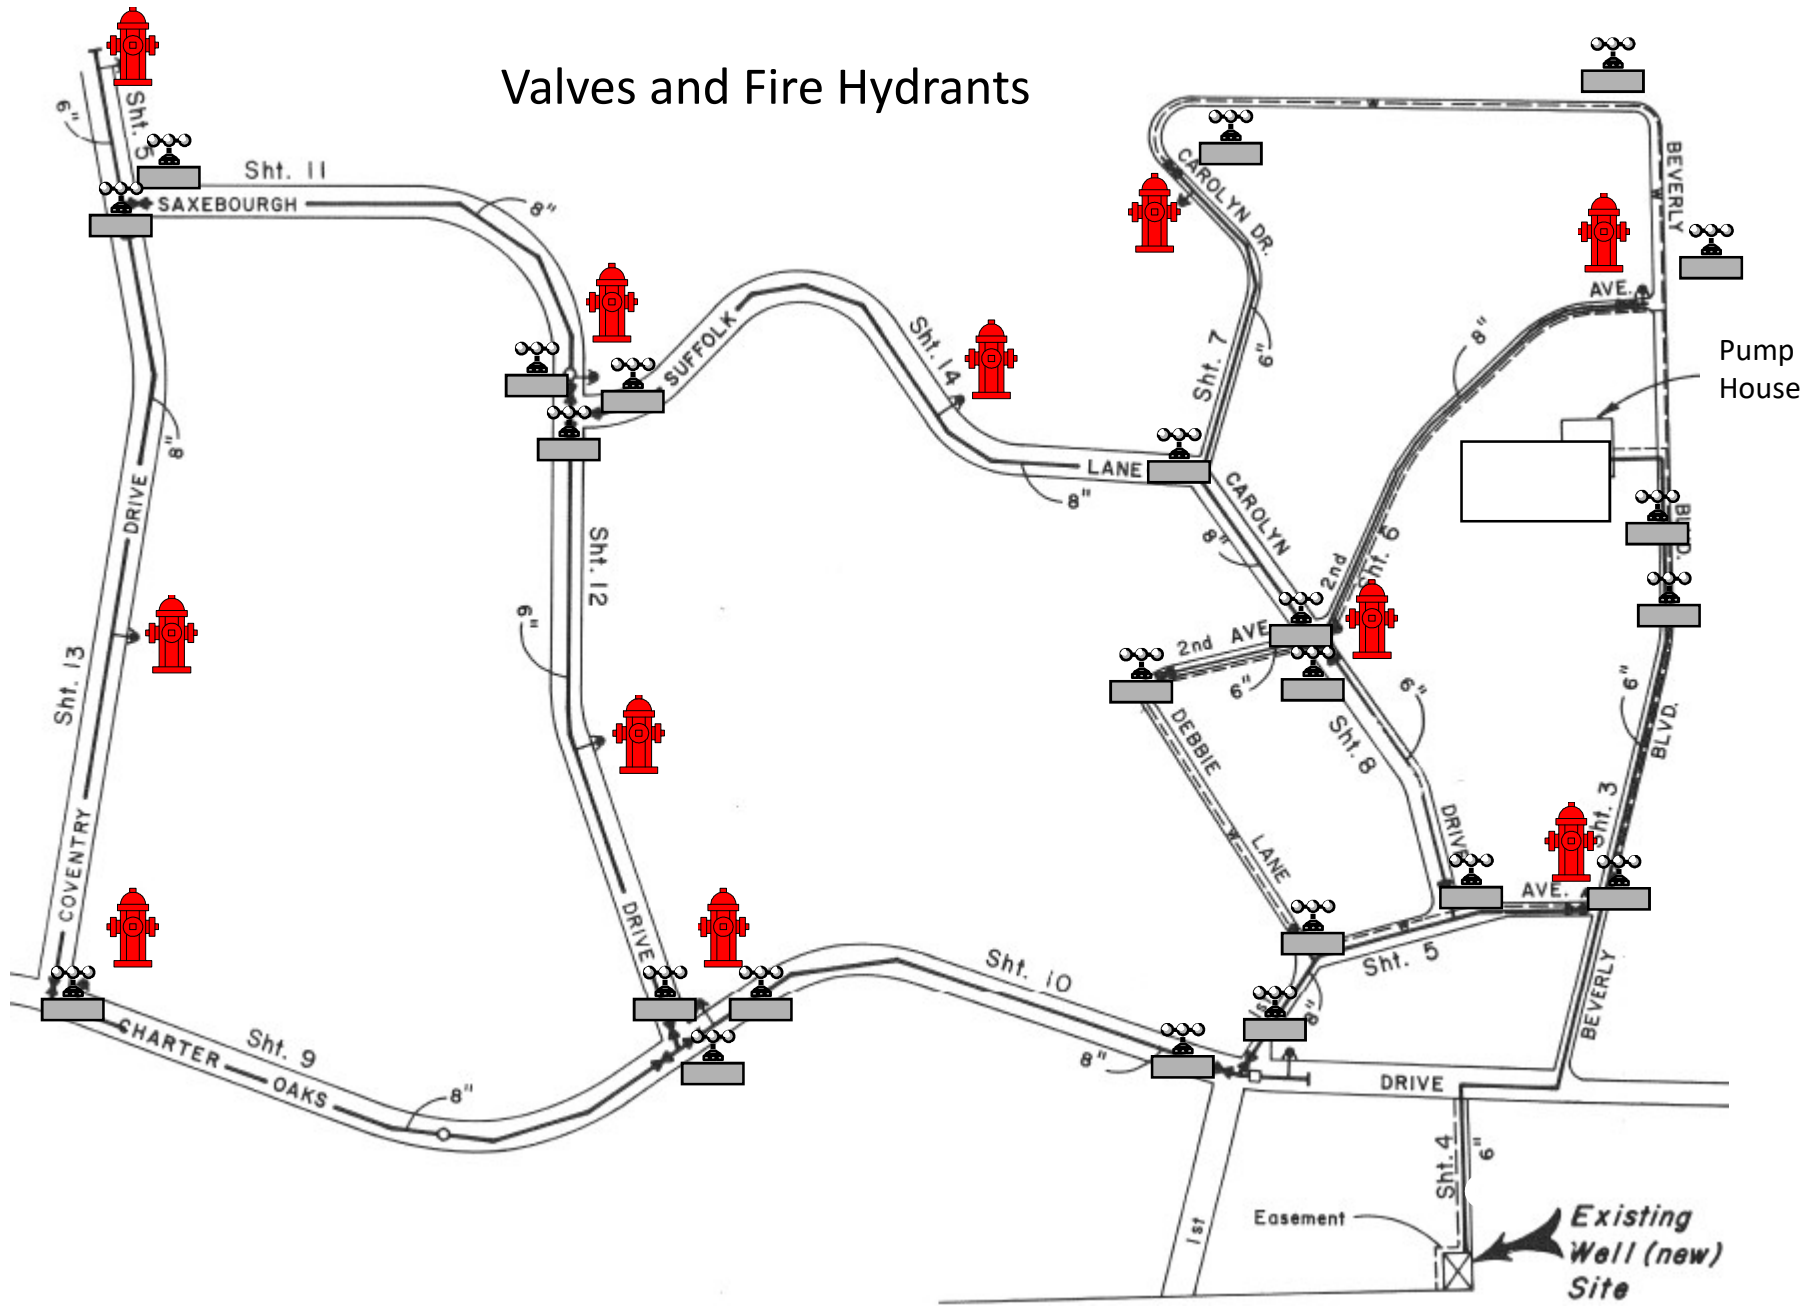 Valves and Fire Hydrants
Sht. 5
6"
Sht. 11
SAXEBOURGH
8"
SUFFOLK
Sht. 14
LANE
8"
CAROLYN DR.
Sht. 7
6"
BEVERLY
AVE.
8"
Pump
House
BLVD.
CAROLYN
8"
2nd
Sht. 6
2nd AVE
6"
6"
Sht. 8
DEBBIE
LANE
DRIVE
6"
BLVD.
Sht. 3
AVE.
Sht. 5
BEVERLY
8"
DRIVE
Sht. 13
COVENTRY
Sht. 12
6"
DRIVE
Sht. 10
8"
1st
8"
DRIVE
Sht. 9
CHARTER
OAKS
8"
1st
Sht. 4
6"
Easement
Existing
Well (new)
Site